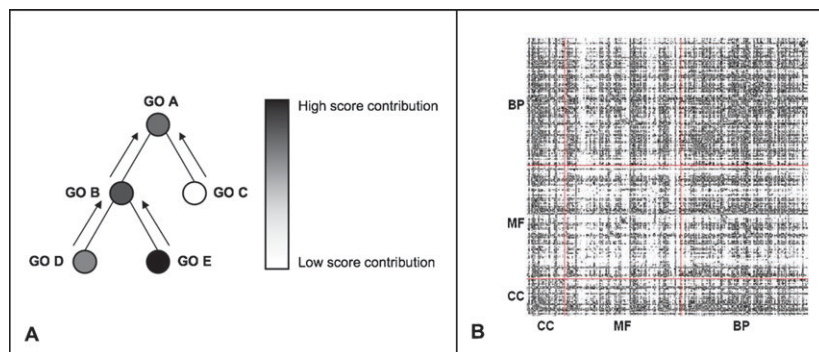 GO A
High score contribution
GO B
GO C
GO D
GO E
Low score contribution
A
BP
MF
CC
CC MF BP
B